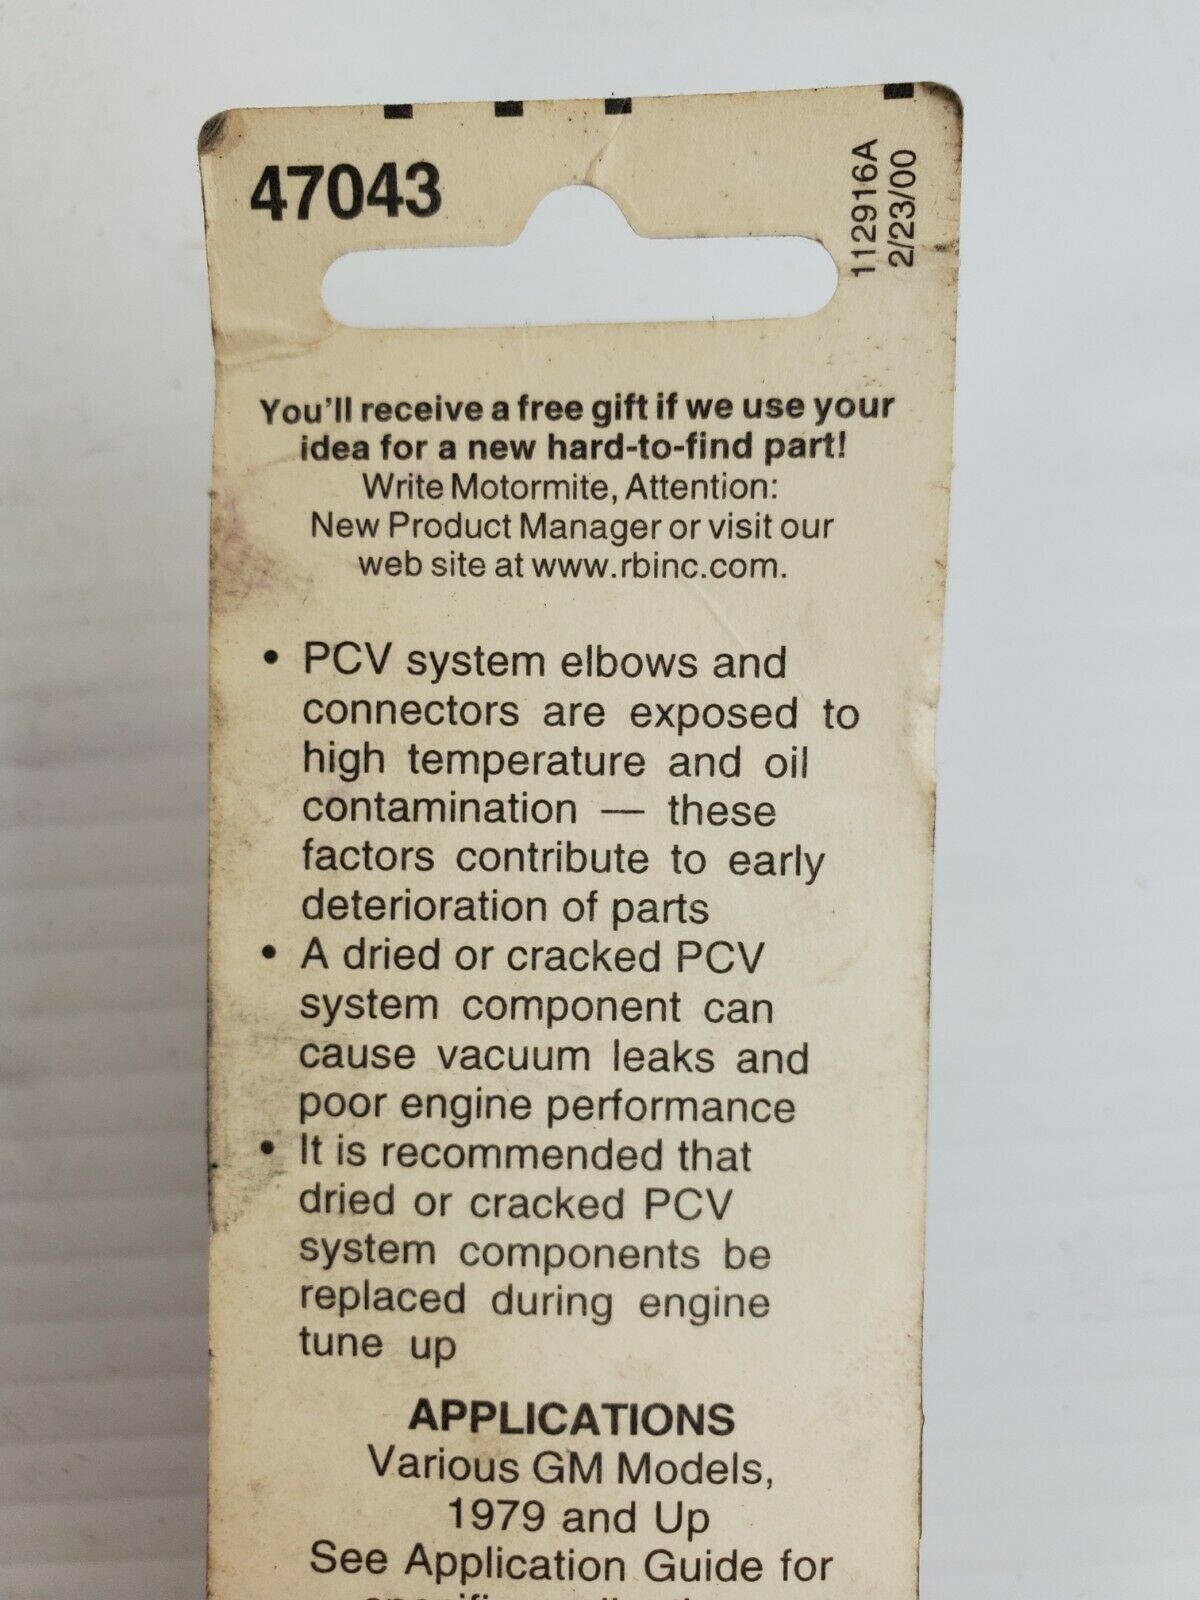 47043
112916A
2/23/00
You'll receive a free gift if we use your
idea for a new hard-to-find part!
Write Motormite, Attention:
New Product Manager or visit our
web site at www.rbinc.com.
• PCV system elbows and
connectors are exposed to
high temperature and oil
contamination — these
factors contribute to early
deterioration of parts
• A dried or cracked PCV
system component can
cause vacuum leaks and
poor engine performance
• It is recommended that
dried or cracked PCV
system components be
replaced during engine
tune up
APPLICATIONS
Various GM Models,
1979 and Up
See Application Guide for